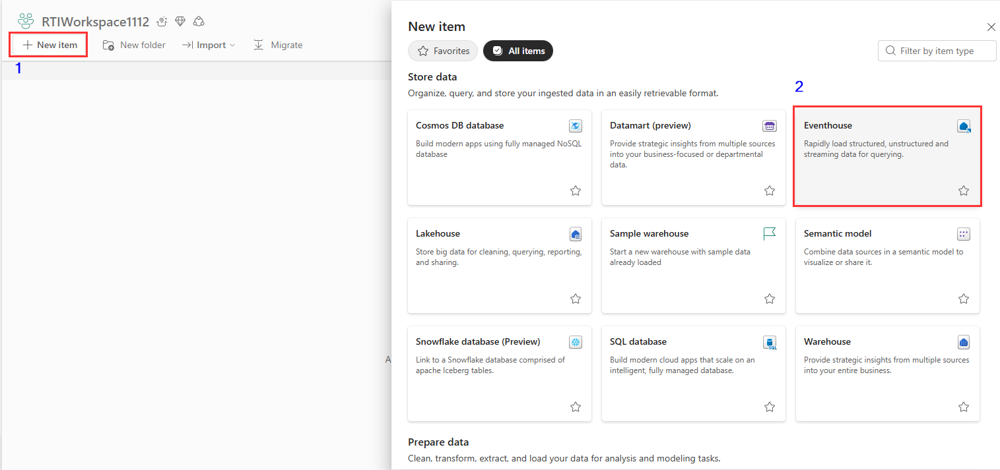 RTIWorkspace1112
New item
New folder
Import
Migrate
1
A
New item
Favorites
All items
Filter by item type
Store data
Organize, query, and store your ingested data in an easily retrievable format.
2
Cosmos DB database
Build modern apps using fully managed NoSQL
database
Datamart (preview)
Provide strategic insights from multiple sources
into your business-focused or departmental
data.
Eventhouse
Rapidly load structured, unstructured and
streaming data for querying.
Lakehouse
Store big data for cleaning, querying, reporting,
and sharing.
Sample warehouse
Start a new warehouse with sample data
already loaded
Semantic model
Combine data sources in a semantic model to
visualize or share it.
Snowflake database (Preview)
Link to a Snowflake database comprised of
apache Iceberg tables.
SQL database
SQL
Build modern cloud apps that scale on an
intelligent, fully managed database.
Warehouse
Provide strategic insights from multiple sources
into your entire business.
Prepare data
Clean, transform, extract, and load your data for analysis and modeling tasks.